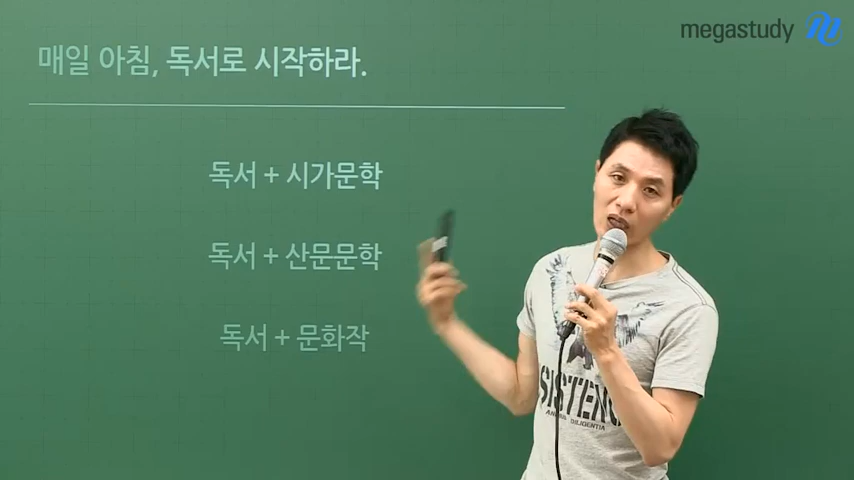 megastudy
매일 아침, 독서로 시작하라.
독서 + 시가문학
독서 + 산문문학
독서 + 문화작
DILIGENTIA